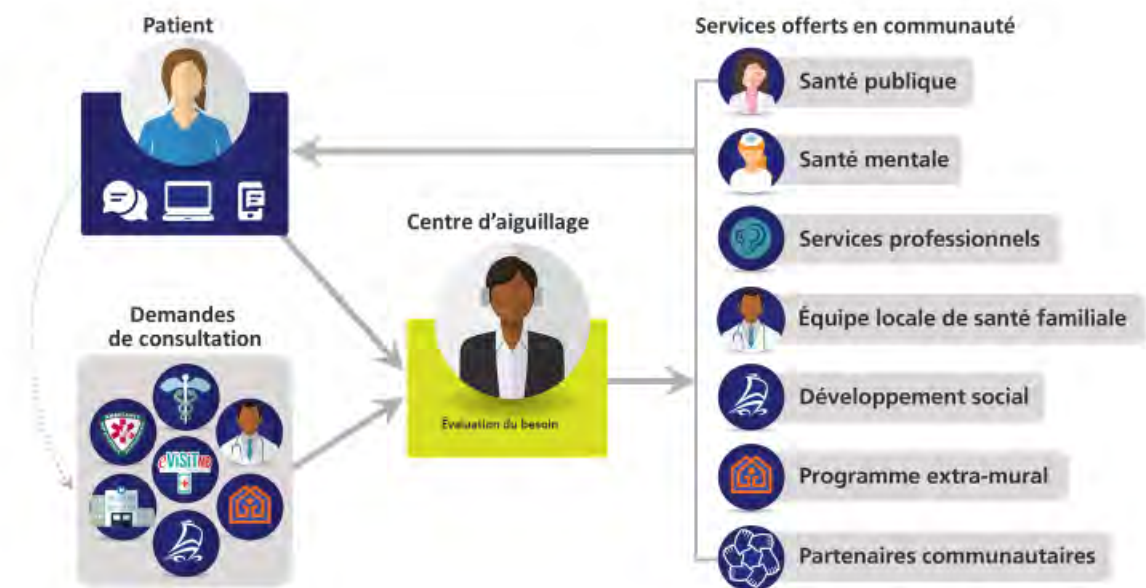 Patient
Services offerts en communauté
Santé publique
Santé mentale
Centre d'aiguillage
Services professionnels
Demandes
de consultation
Équipe locale de santé familiale
Développement social
Évaluation du besoin
eViSiTNB
Programme extra-mural
Partenaires communautaires